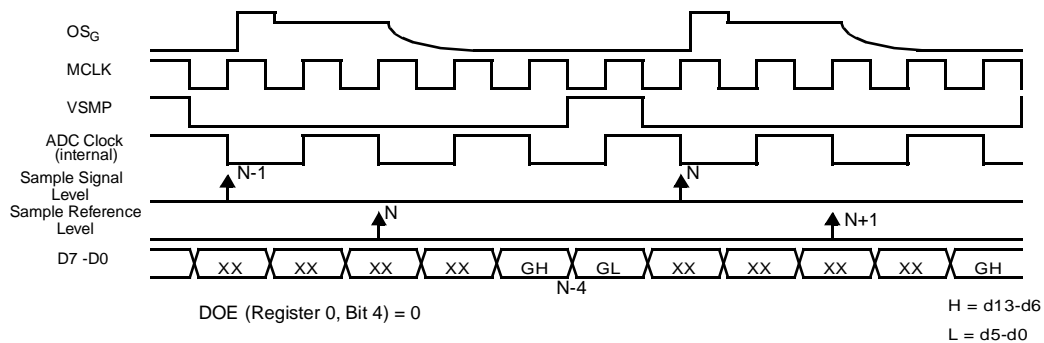 OSG
MCLK
VSMP
ADC Clock
(internal)
Sample Signal
Level
N-1
N
Sample Reference
Level
N
N+1
D7 -D0
XX
XX
XX
XX
GH
GL
XX
XX
XX
XX
GH
N-4
DOE (Register 0, Bit 4) = 0
H = d13-d6
L = d5-d0